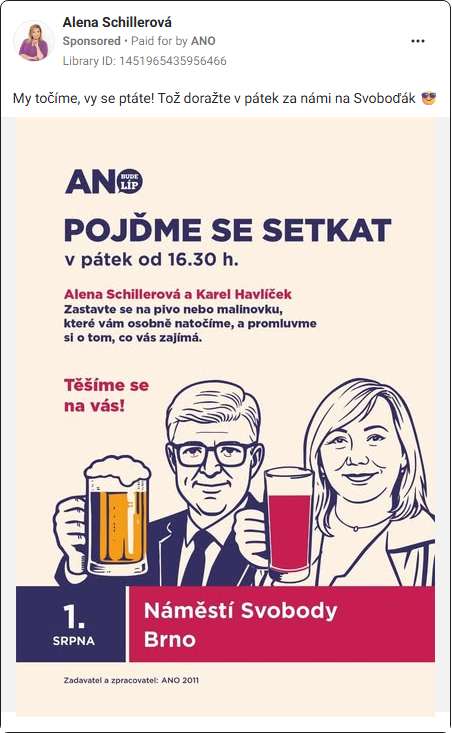 Alena Schillerová
Sponsored • Paid for by ANO
Library ID: 1451965435956466
My točíme, vy se ptáte! Tož doražte v pátek za námi na Svoboďák 😎
ANO BUDE LÍP
POJĎME SE SETKAT
v pátek od 16.30 h.
Alena Schillerová a Karel Havlíček
Zastavte se na pivo nebo malinovku,
které vám osobně natočíme, a promluvme
si o tom, co vás zajímá.
Těšíme se
na vás!
1.
SRPNA
Náměstí Svobody
Brno
Zadavatel a zpracovatel: ANO 2011